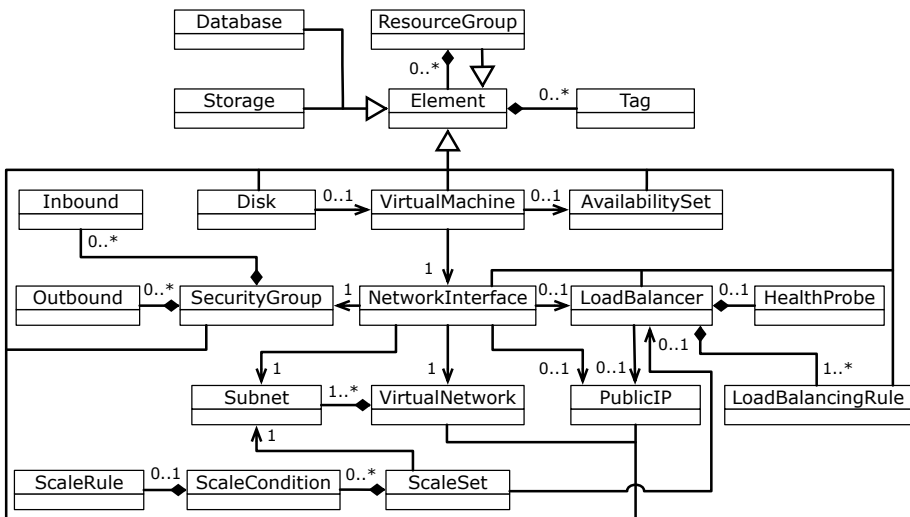 Database
ResourceGroup
0..*
Storage
Element
0..*
Tag
Inbound
Disk
0..1
VirtualMachine
0..1
AvailabilitySet
0..*
1
Outbound
0..*
SecurityGroup
1
NetworkInterface
0..1
LoadBalancer
0..1
HealthProbe
0..1
1
1
0..1
0..1
1..*
Subnet
1..*
VirtualNetwork
PublicIP
LoadBalancingRule
1
ScaleRule
0..1
ScaleCondition
0..*
ScaleSet